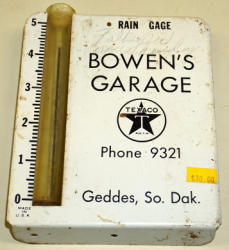 RAIN GAGE
BOWEN'S
GARAGE
TEXACO
T
Phone 9321
$30.00
Geddes, So. Dak.
5
4
3
2
1
0
MADE
IN
U.S.A.